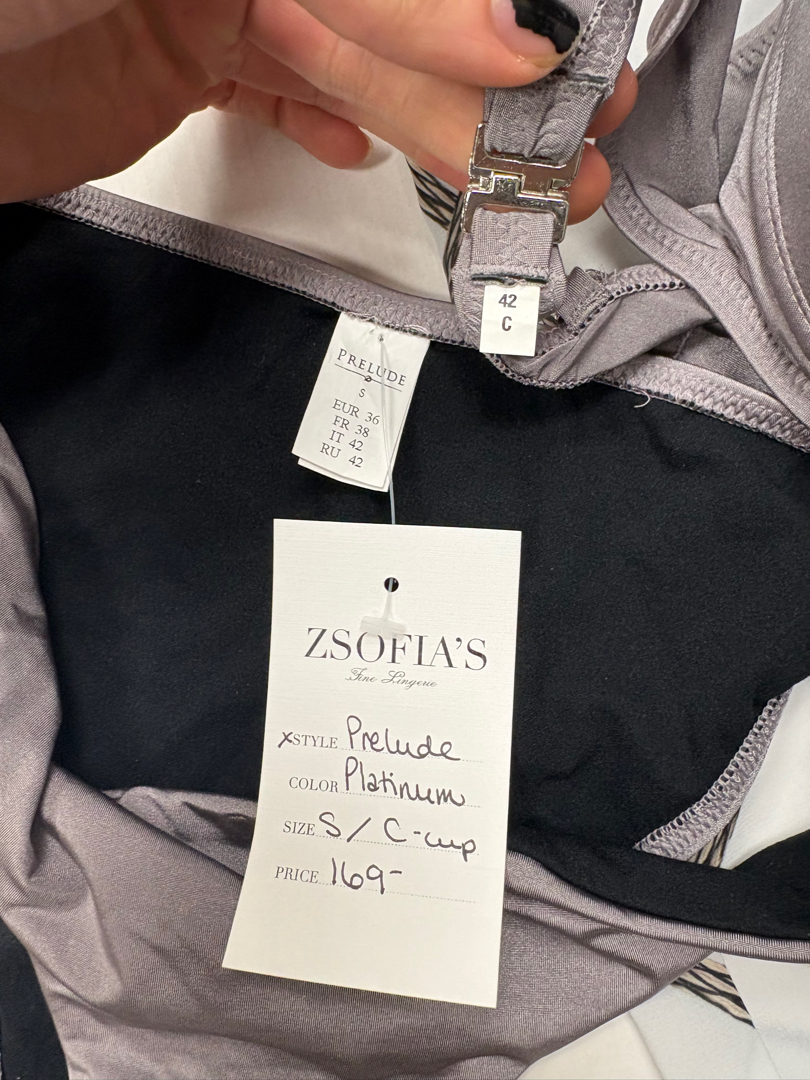 42
C
PRELUDE
S
EUR 36
FR 38
IT 42
RU 42
ZSOFIA'S
Fine Lingerie
xSTYLE Prelude
COLOR Platinum
SIZE S / C-cup
PRICE 169-